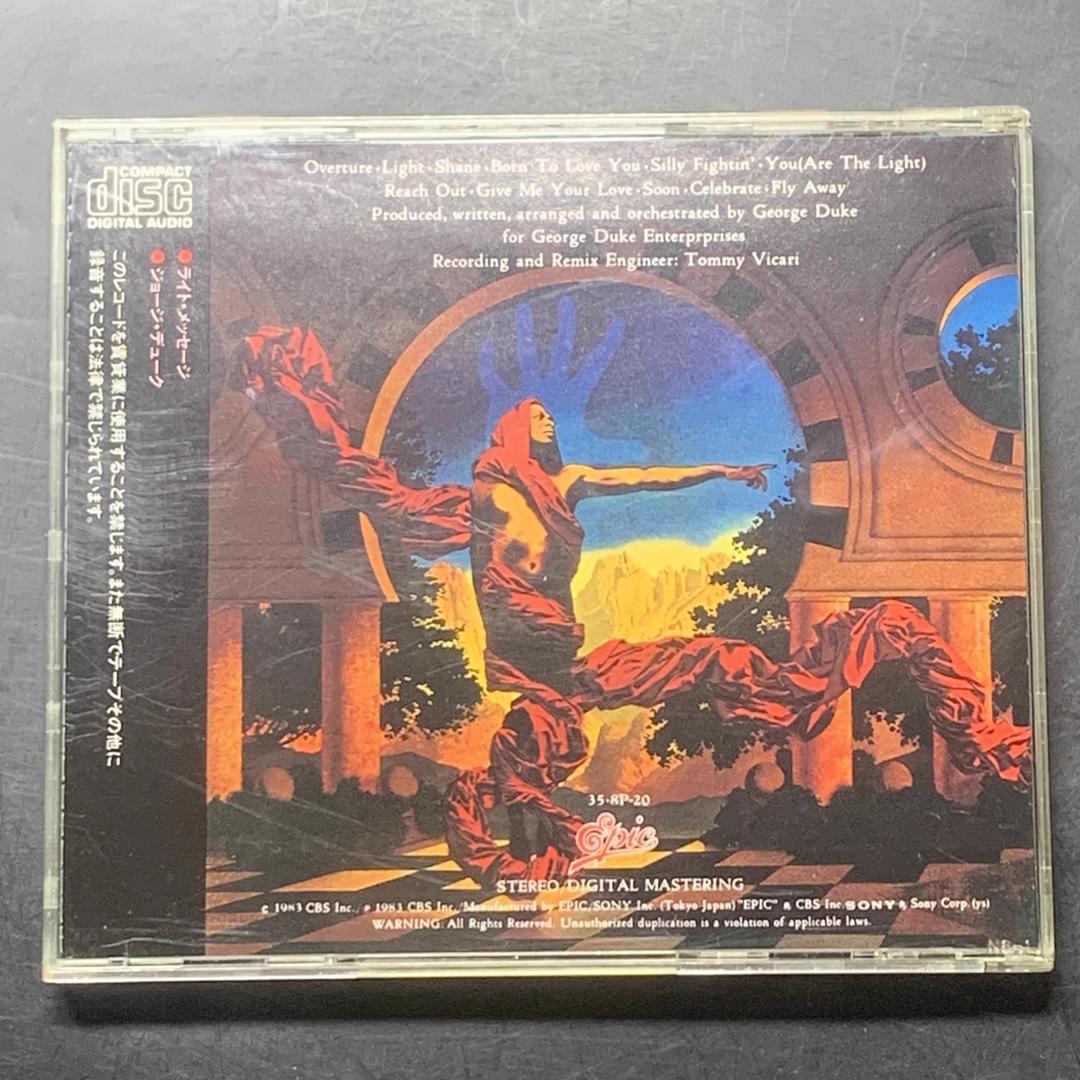 COMPACT
disc
DIGITAL AUDIO
●ライト・メッセージ
●ジョージ・デューク
このレコードを賃貸業に使用することを禁じます。また無断でテープその他に
録音することは法律で禁じられています。
Overture・Light・Shane・Born To Love You・Silly Fightin'・You(Are The Light)
Reach Out・Give Me Your Love・Soon・Celebrate・Fly Away
Produced, written, arranged and orchestrated by George Duke
for George Duke Enterprprises
Recording and Remix Engineer: Tommy Vicari
35・8P-20
Epic
STEREO/DIGITAL MASTERING
© 1983 CBS Inc./ ℗ 1983 CBS Inc./Manufactured by EPIC/SONY Inc. (Tokyo Japan) "EPIC" ® CBS Inc. SONY ® Sony Corp. (ys)
WARNING: All Rights Reserved. Unauthorized duplication is a violation of applicable laws.